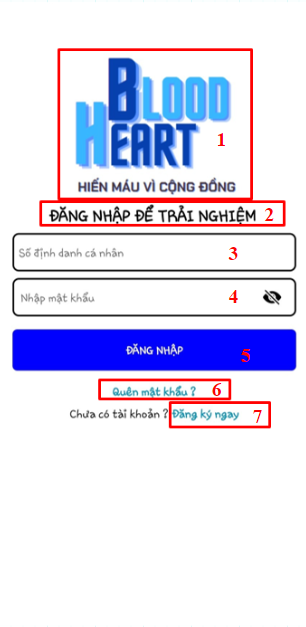 BLOOD
HEART
1
HIẾN MÁU VÌ CỘNG ĐỒNG
ĐĂNG NHẬP ĐỂ TRẢI NGHIỆM 2
Số định danh cá nhân 3
Nhập mật khẩu 4
ĐĂNG NHẬP 5
Quên mật khẩu ? 6
Chưa có tài khoản ? Đăng ký ngay 7